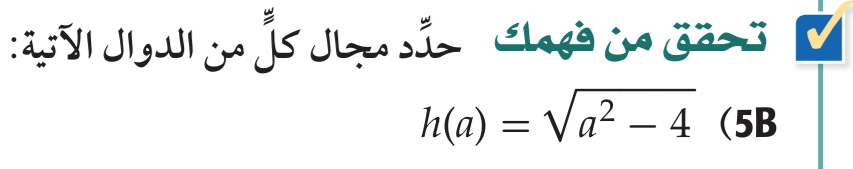 تحقق من فهمك حدِّد مجال كلٍّ من الدوال الآتية:
5B) h(a) = √(a² − 4)